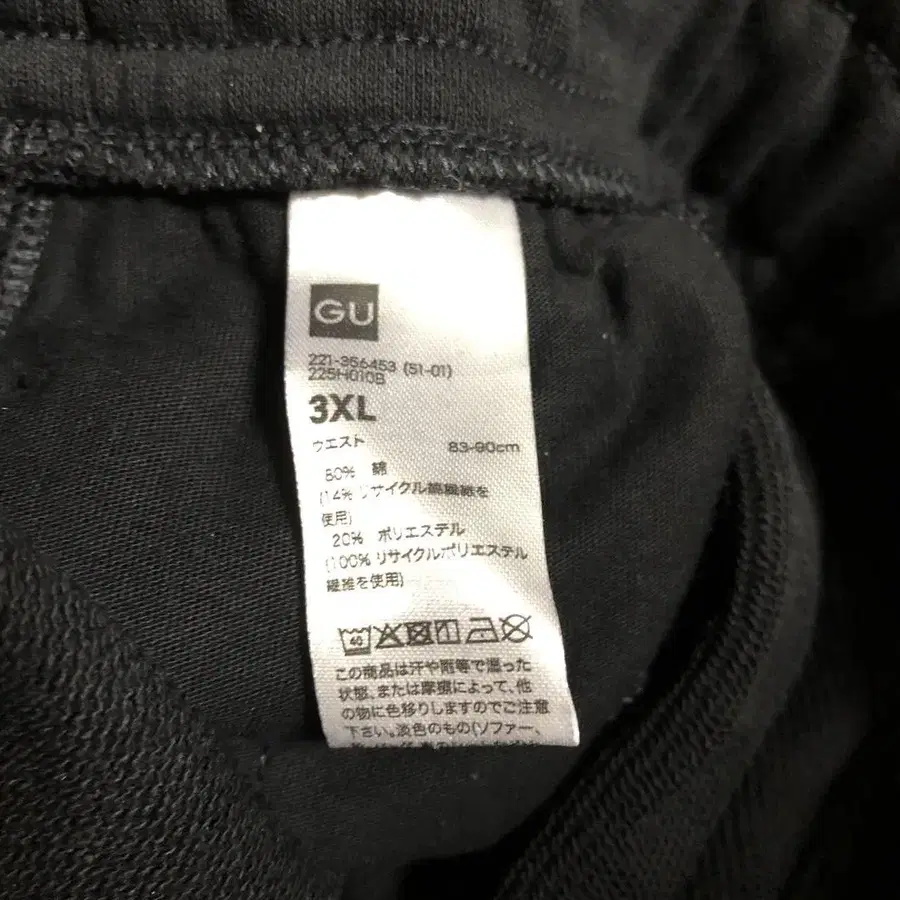 GU
221-356453 (51-01)
225H010B
3XL
ウエスト 83-90cm
80% 綿
(14% リサイクル綿繊維を
使用)
20% ポリエステル
(100% リサイクルポリエステル
繊維を使用)
40
この商品は汗や雨等で湿った
状態、または摩擦によって、他
の物に色移りしますのでご注意
下さい。淡色のもの(ソファー、